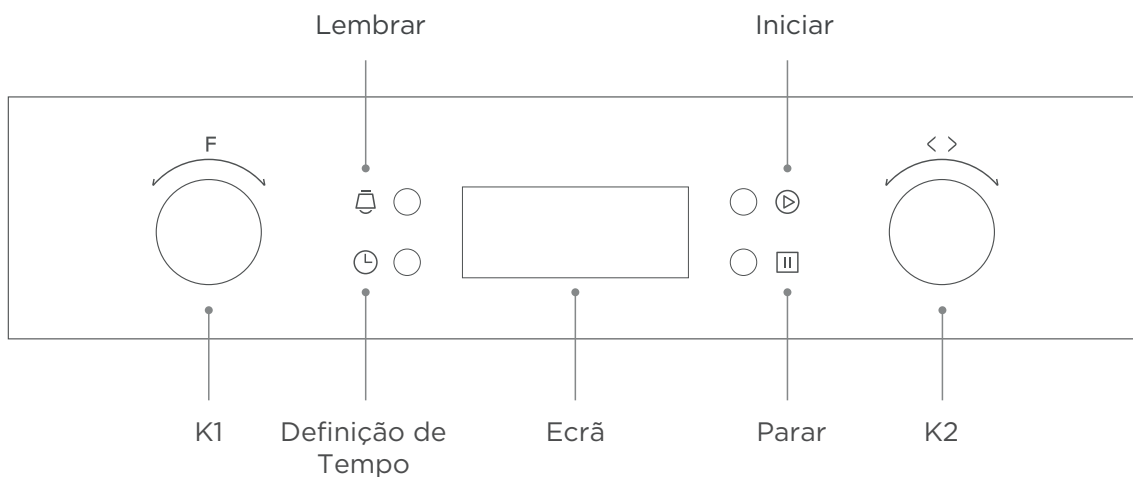 Lembrar
Iniciar
F
K1
Definição de
Tempo
Ecrã
Parar
K2